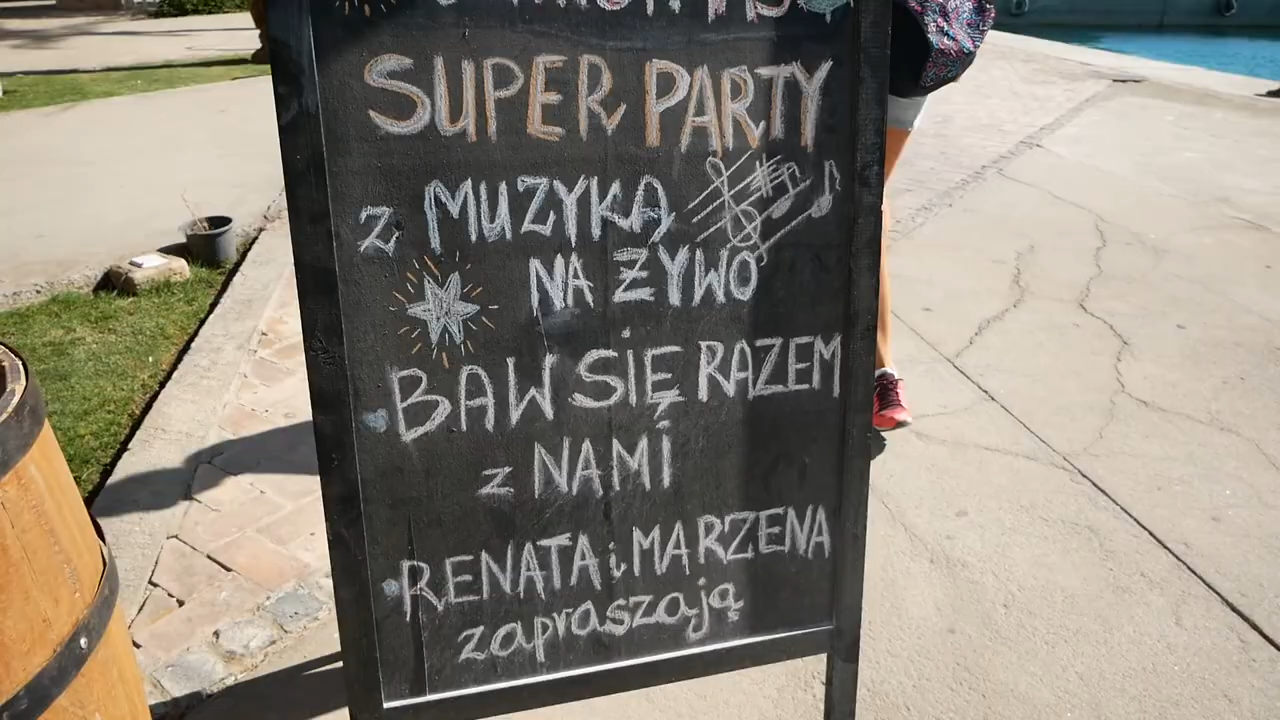 SUPER PARTY
z MUZYKĄ
NA ŻYWO
BAW SIĘ RAZEM
z NAMI
RENATA i MARZENA
zapraszają